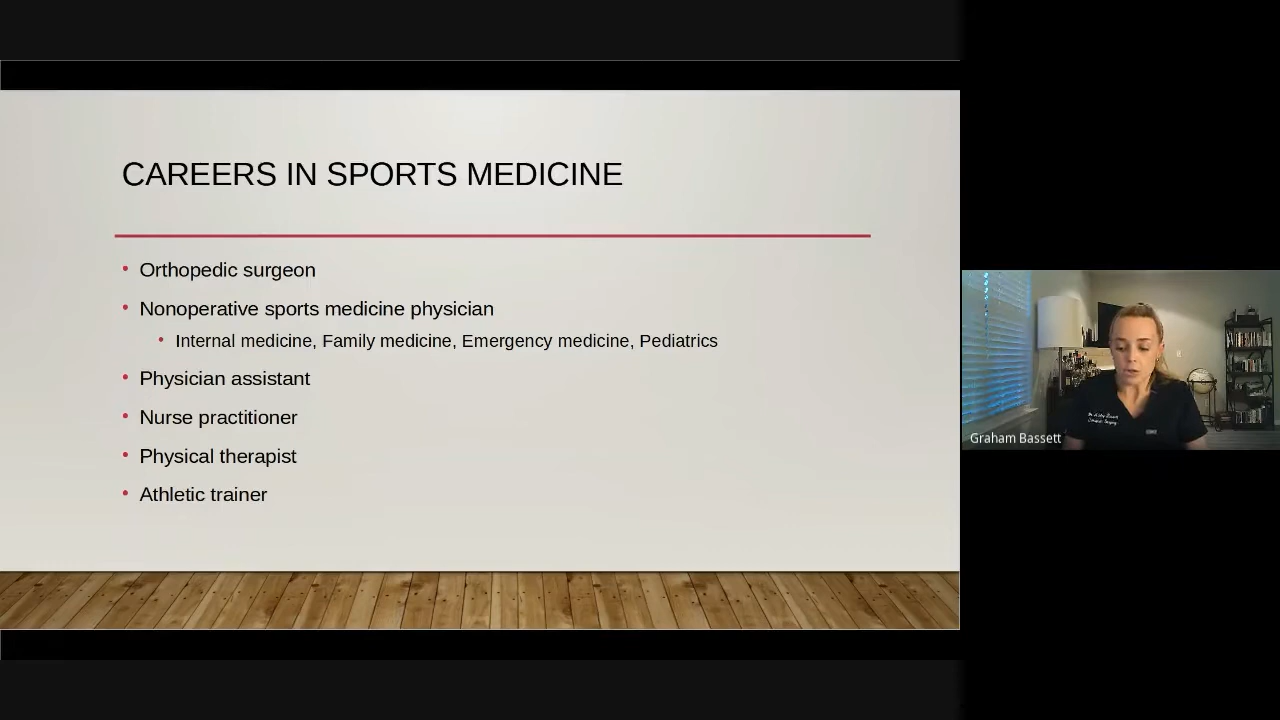 CAREERS IN SPORTS MEDICINE
• Orthopedic surgeon
• Nonoperative sports medicine physician
• Internal medicine, Family medicine, Emergency medicine, Pediatrics
• Physician assistant
• Nurse practitioner
• Physical therapist
• Athletic trainer
Graham Bassett